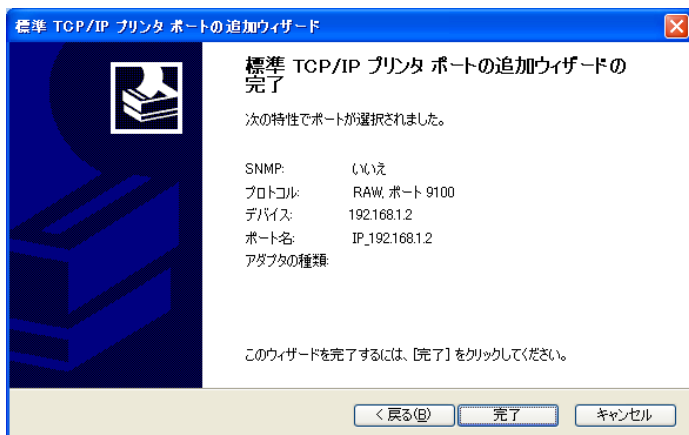 標準 TCP/IP プリンタ ポートの追加ウィザード
標準 TCP/IP プリンタ ポートの追加ウィザードの
完了
次の特性でポートが選択されました。
SNMP: いいえ
プロトコル: RAW, ポート 9100
デバイス: 192.168.1.2
ポート名: IP_192.168.1.2
アダプタの種類:
このウィザードを完了するには、[完了] をクリックしてください。
< 戻る(B) 完了 キャンセル